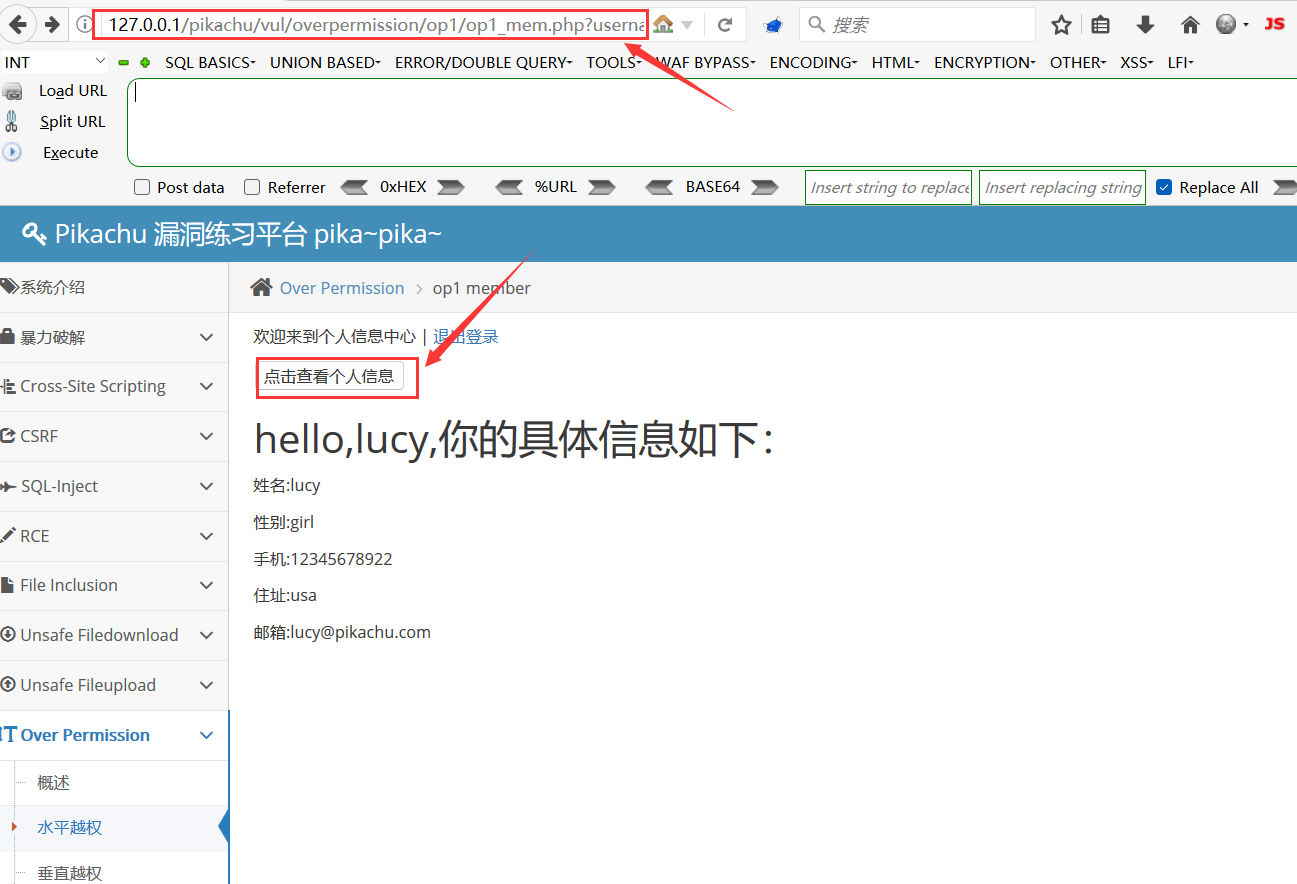 127.0.0.1/pikachu/vul/overpermission/op1/op1_mem.php?userna
搜索
JS
INT
SQL BASICS
UNION BASED
ERROR/DOUBLE QUERY
TOOLS
WAF BYPASS
ENCODING
HTML
ENCRYPTION
OTHER
XSS
LFI
Load URL
Split URL
Execute
Post data
Referrer
0xHEX
%URL
BASE64
Insert string to replace
Insert replacing string
Replace All
Pikachu 漏洞练习平台 pika~pika~
系统介绍
暴力破解
Cross-Site Scripting
CSRF
SQL-Inject
RCE
File Inclusion
Unsafe Filedownload
Unsafe Fileupload
Over Permission
概述
水平越权
垂直越权
Over Permission > op1 member
欢迎来到个人信息中心 | 退出登录
点击查看个人信息
hello,lucy,你的具体信息如下：
姓名:lucy
性别:girl
手机:12345678922
住址:usa
邮箱:lucy@pikachu.com